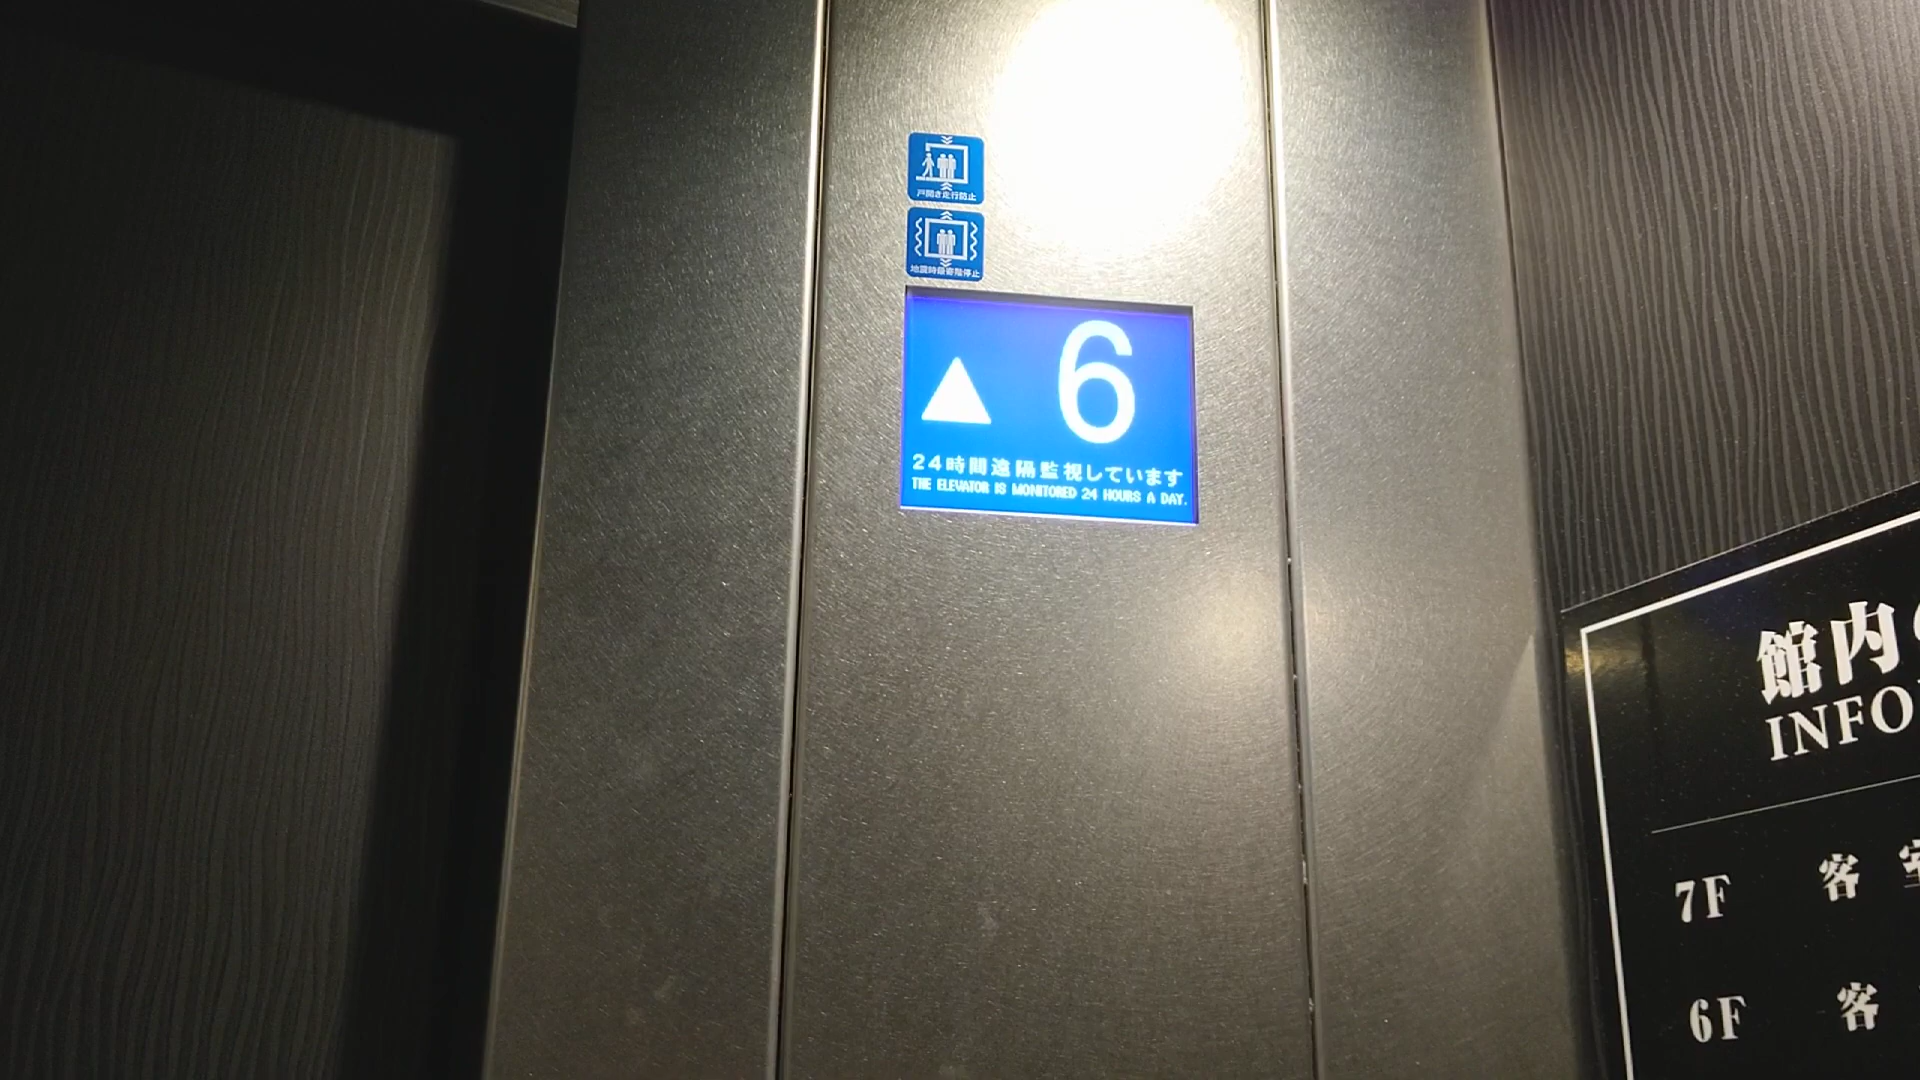 戸開き走行防止
地震時最寄階停止
▲ 6
24時間遠隔監視しています
THE ELEVATOR IS MONITORED 24 HOURS A DAY.
館内
INFO
7F 客室
6F 客